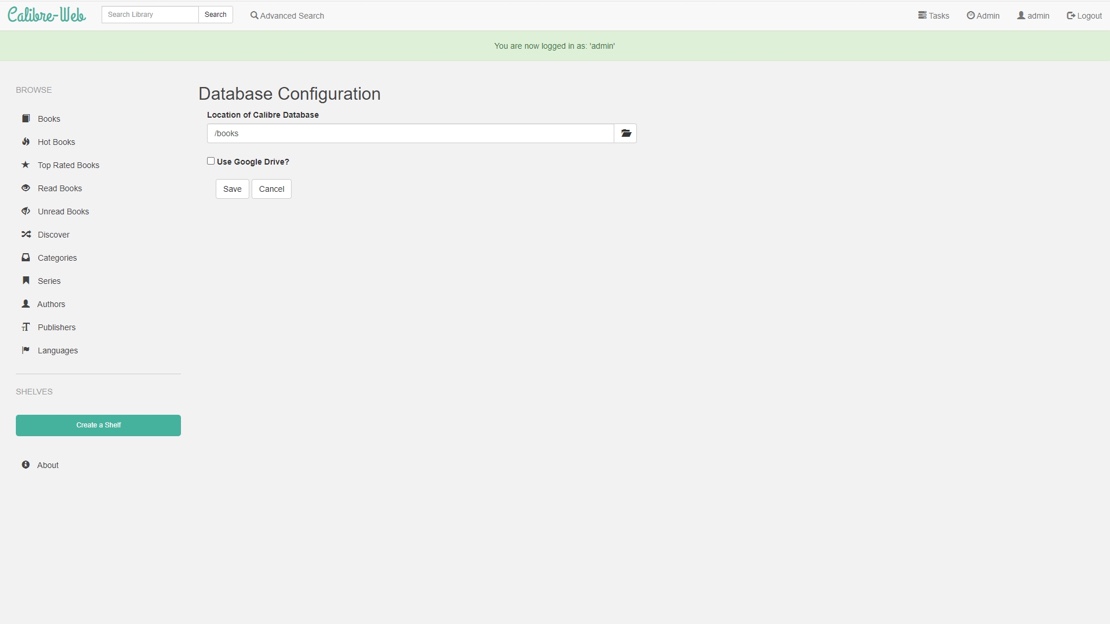 Calibre-Web
Search Library
Search
Advanced Search
Tasks
Admin
admin
Logout
You are now logged in as: 'admin'
BROWSE
Books
Hot Books
Top Rated Books
Read Books
Unread Books
Discover
Categories
Series
Authors
Publishers
Languages
SHELVES
Create a Shelf
About
Database Configuration
Location of Calibre Database
/books
Use Google Drive?
Save
Cancel